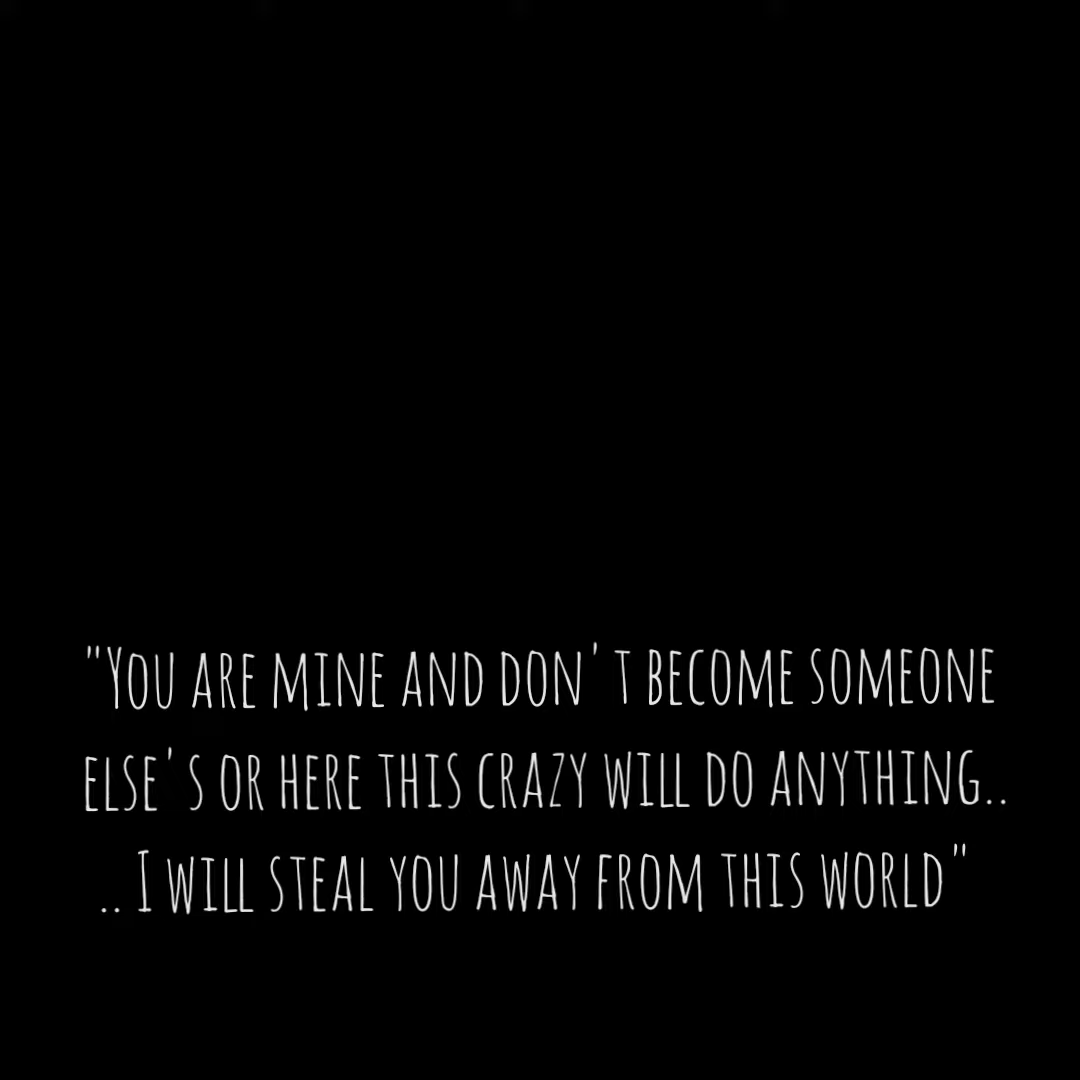 "You are mine and don't become someone
else's or here this crazy will do anything..
.. I will steal you away from this world"